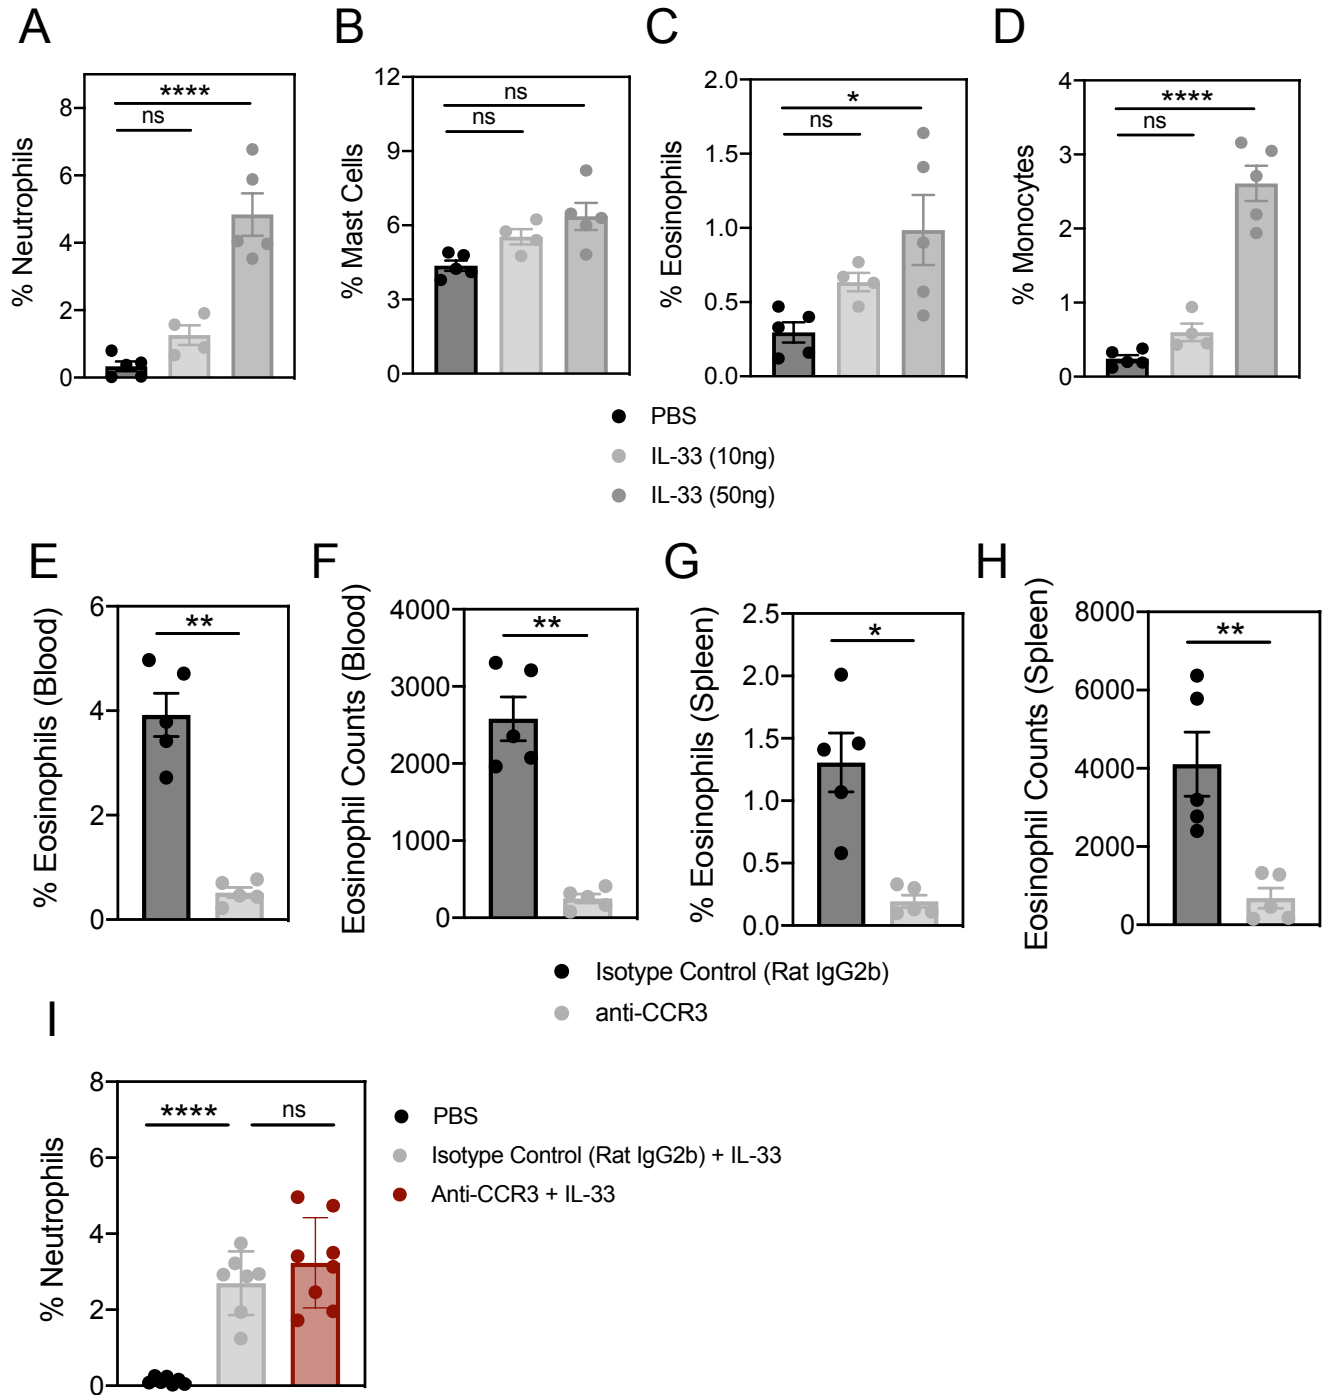 A
B
C
D
% Neutrophils
8
6
4
2
0
****
ns
% Mast Cells
12
9
6
3
0
ns
ns
% Eosinophils
2.0
1.5
1.0
0.5
0.0
*
ns
% Monocytes
4
3
2
1
0
****
ns
PBS
IL-33 (10ng)
IL-33 (50ng)
E
F
G
H
% Eosinophils (Blood)
6
4
2
0
**
Eosinophil Counts (Blood)
4000
3000
2000
1000
0
**
% Eosinophils (Spleen)
2.5
2.0
1.5
1.0
0.5
0.0
*
Eosinophil Counts (Spleen)
8000
6000
4000
2000
0
**
Isotype Control (Rat IgG2b)
anti-CCR3
I
% Neutrophils
8
6
4
2
0
****
ns
PBS
Isotype Control (Rat IgG2b) + IL-33
Anti-CCR3 + IL-33